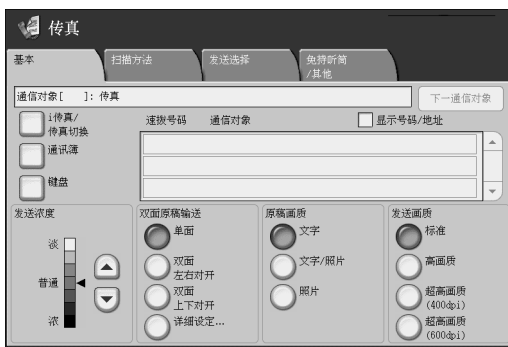 传真
基本
扫描方法
发送选择
免持听筒
/其他
通信对象[    ]: 传真
下一通信对象
i传真/
传真切换
速拨号码
通信对象
显示号码/地址
通讯簿
键盘
发送浓度
淡
普通
浓
双面原稿输送
单面
双面
左右对开
双面
上下对开
详细设定...
原稿画质
文字
文字/照片
照片
发送画质
标准
高画质
超高画质
(400dpi)
超高画质
(600dpi)